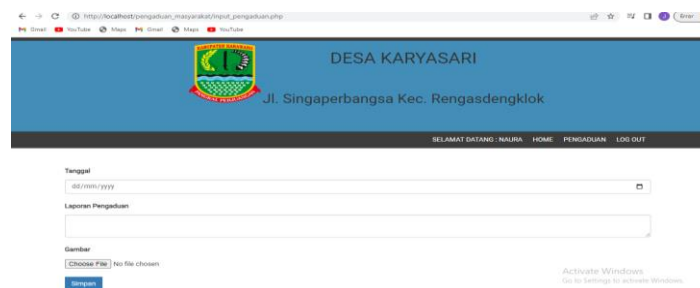 http://localhost/pengaduan_masyarakat/input_pengaduan.php
Error
Gmail YouTube Maps Gmail Maps YouTube
DESA KARYASARI
Jl. Singaperbangsa Kec. Rengasdengklok
SELAMAT DATANG : NAURA HOME PENGADUAN LOG OUT
Tanggal
dd/mm/yyyy
Laporan Pengaduan
Gambar
Choose File No file chosen
Simpan
Activate Windows
Go to Settings to activate Windows.